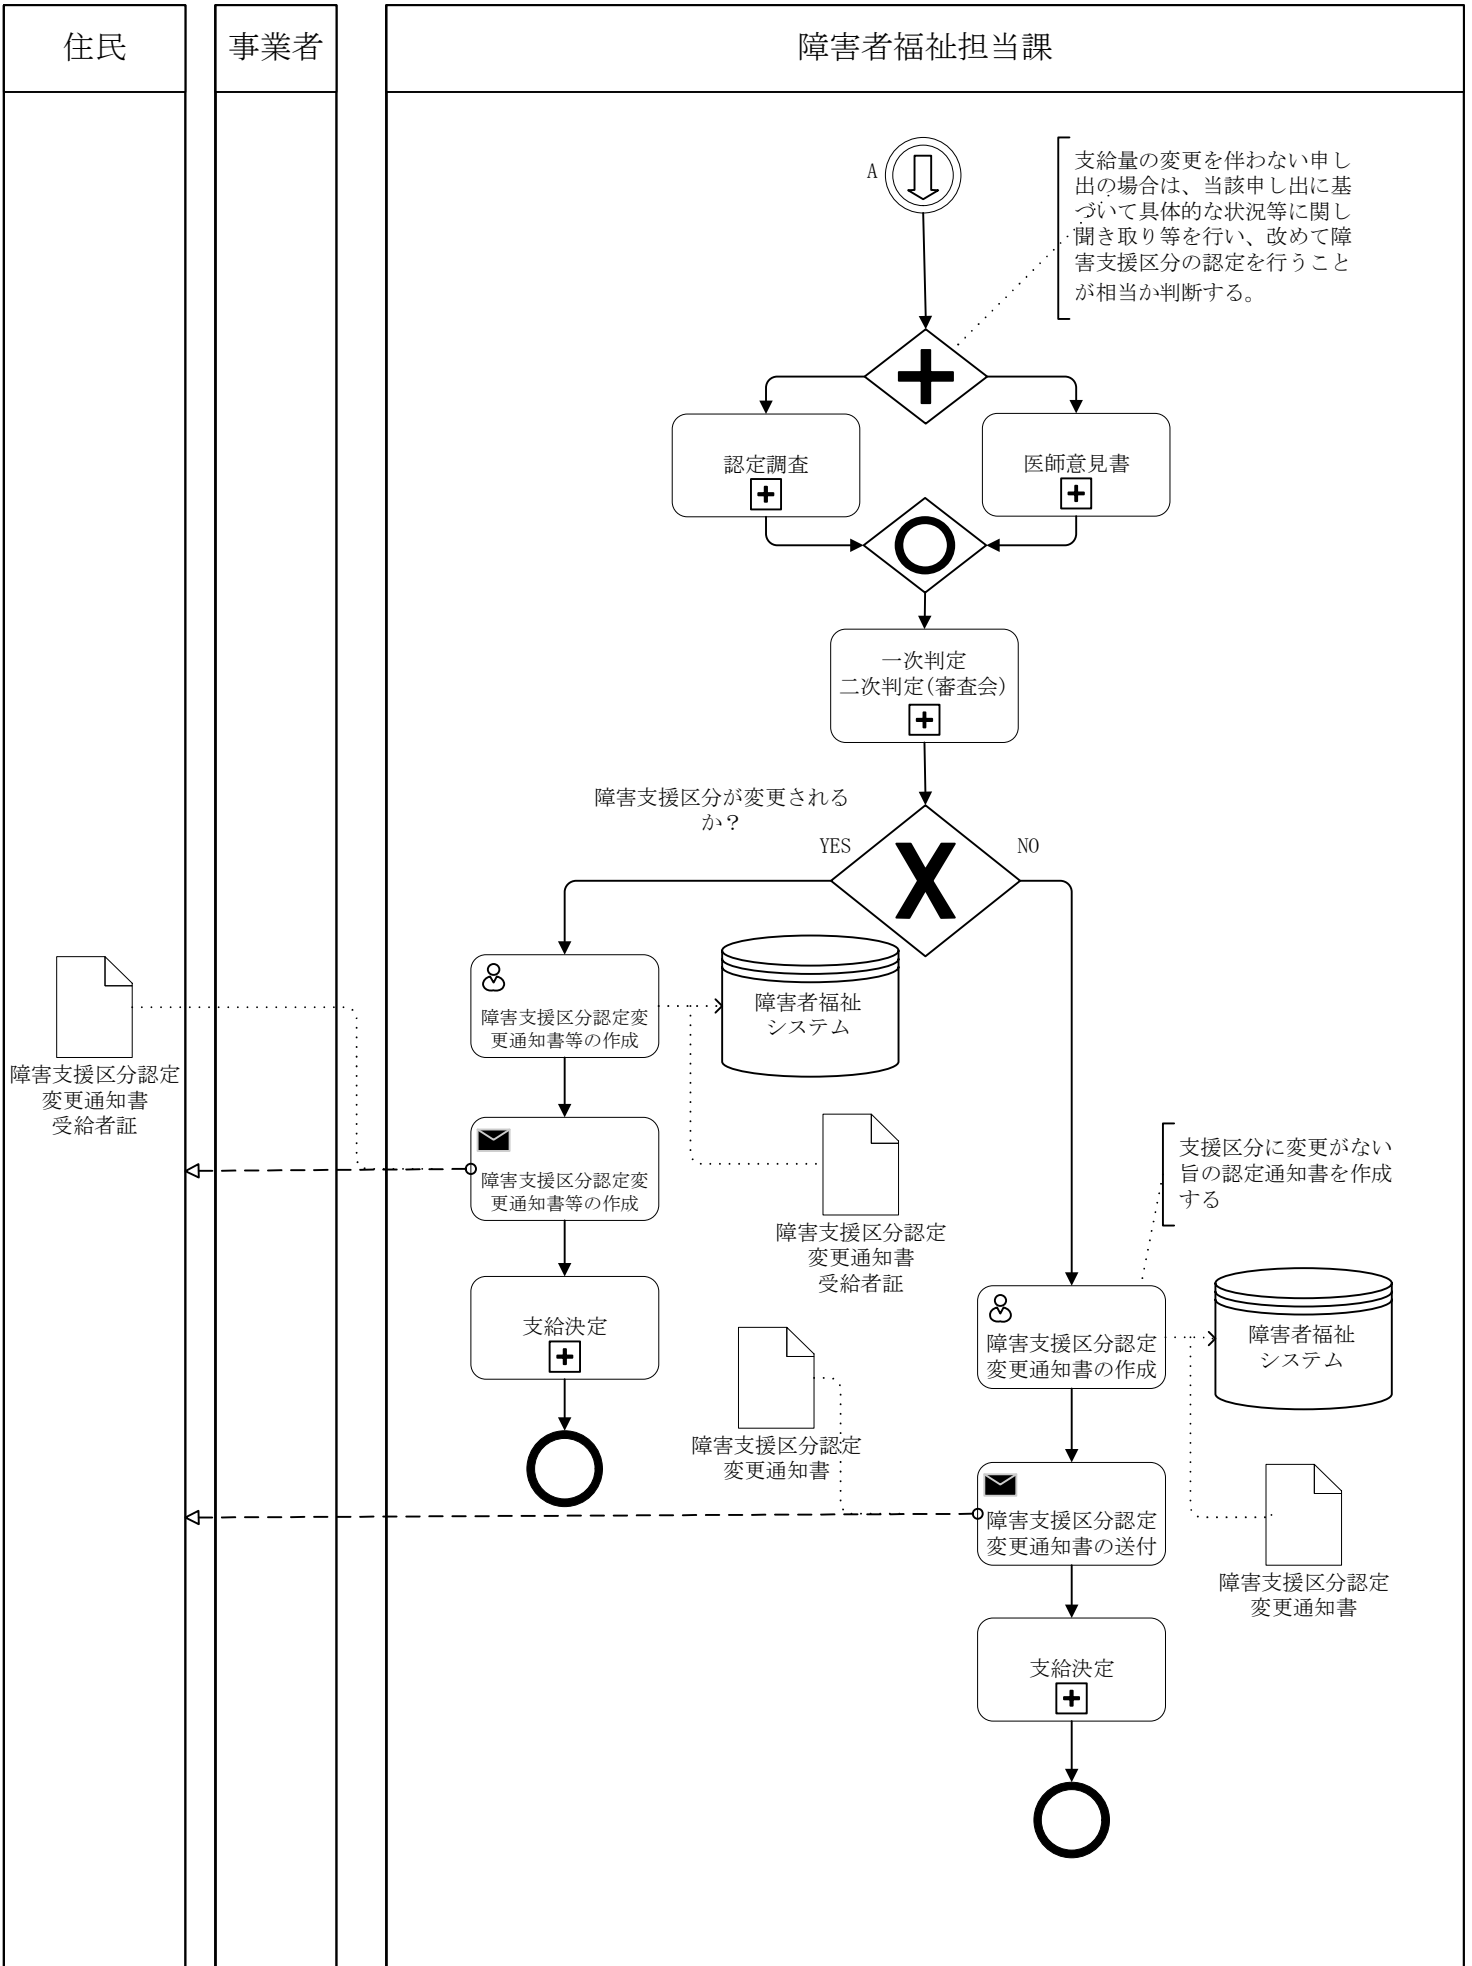 住民
事業者
障害者福祉担当課
A
支給量の変更を伴わない申し
出の場合は、当該申し出に基
づいて具体的な状況等に関し
聞き取り等を行い、改めて障
害支援区分の認定を行うこと
が相当か判断する。
認定調査
医師意見書
一次判定
二次判定(審査会)
障害支援区分が変更される
か？
YES
NO
障害支援区分認定変
更通知書等の作成
障害者福祉
システム
障害支援区分認定
変更通知書
受給者証
障害支援区分認定変
更通知書等の作成
障害支援区分認定
変更通知書
受給者証
支援区分に変更がない
旨の認定通知書を作成
する
支給決定
障害支援区分認定
変更通知書の作成
障害者福祉
システム
障害支援区分認定
変更通知書
障害支援区分認定
変更通知書の送付
障害支援区分認定
変更通知書
支給決定